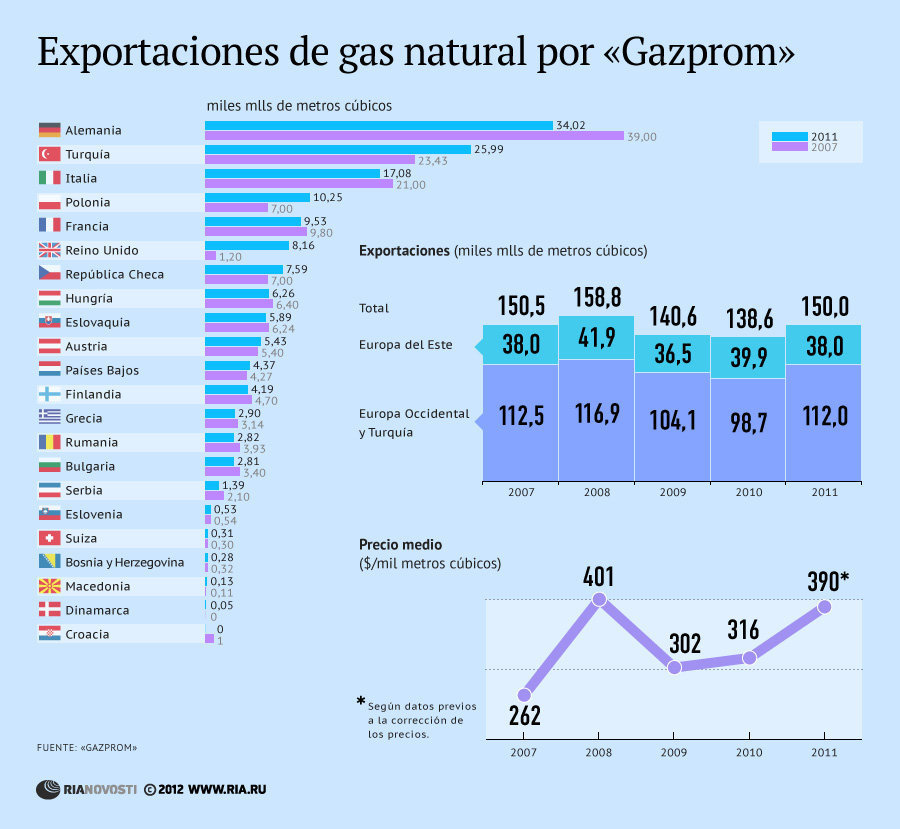 Exportaciones de gas natural por «Gazprom»
miles mlls de metros cúbicos
2011
2007
Alemania 34,02
39,00
Turquía 25,99
23,43
Italia 17,08
21,00
Polonia 10,25
7,00
Francia 9,53
9,80
Reino Unido 8,16
1,20
República Checa 7,59
7,00
Hungría 6,26
6,40
Eslovaquia 5,89
6,24
Austria 5,43
5,40
Países Bajos 4,37
4,27
Finlandia 4,19
4,70
Grecia 2,90
3,14
Rumania 2,82
3,93
Bulgaria 2,81
3,40
Serbia 1,39
2,10
Eslovenia 0,53
0,54
Suiza 0,31
0,30
Bosnia y Herzegovina 0,28
0,32
Macedonia 0,13
0,11
Dinamarca 0,05
0
Croacia 0
1
Exportaciones (miles mlls de metros cúbicos)
Total 150,5 158,8 140,6 138,6 150,0
Europa del Este 38,0 41,9 36,5 39,9 38,0
Europa Occidental
y Turquía 112,5 116,9 104,1 98,7 112,0
2007 2008 2009 2010 2011
Precio medio
($/mil metros cúbicos)
262 401 302 316 390*
2007 2008 2009 2010 2011
* Según datos previos
a la corrección de
los precios.
FUENTE: «GAZPROM»
RIANOVOSTI © 2012 WWW.RIA.RU